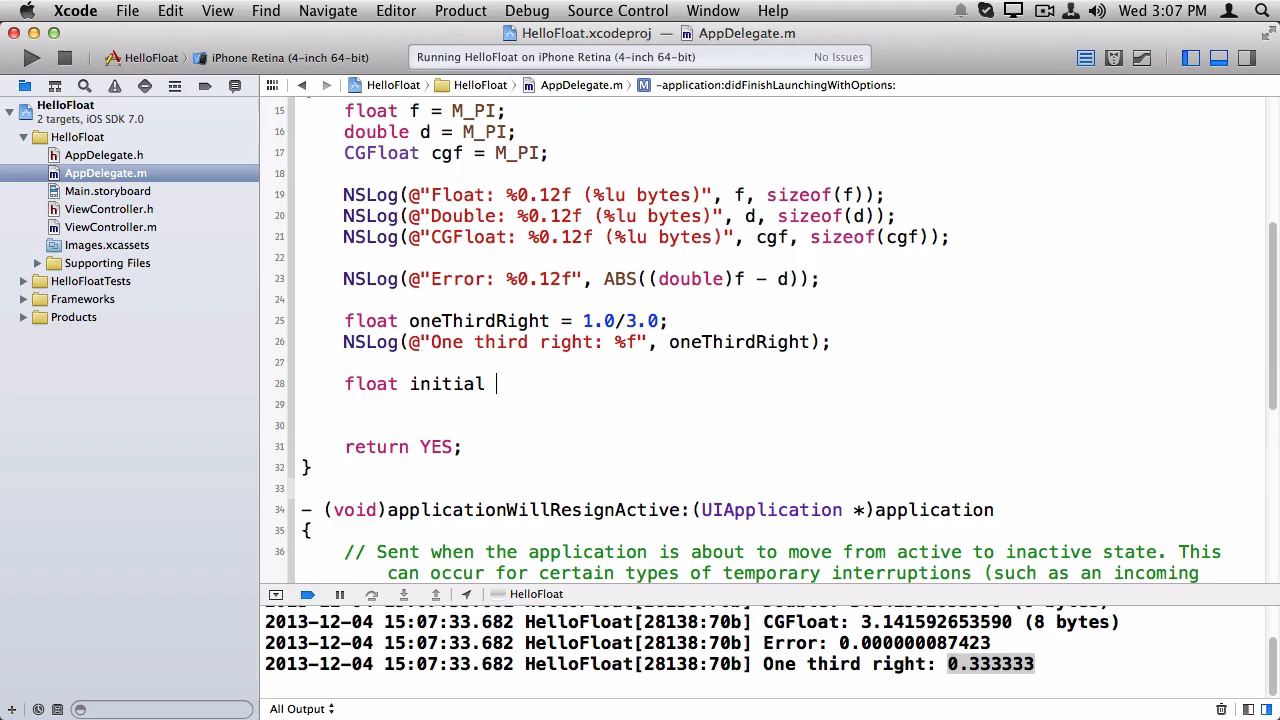 Xcode File Edit View Find Navigate Editor Product Debug Source Control Window Help Wed 3:07 PM
HelloFloat.xcodeproj — AppDelegate.m
HelloFloat iPhone Retina (4-inch 64-bit) Running HelloFloat on iPhone Retina (4-inch 64-bit) No Issues
HelloFloat HelloFloat AppDelegate.m M -application:didFinishLaunchingWithOptions:
HelloFloat
2 targets, iOS SDK 7.0
HelloFloat
h AppDelegate.h
m AppDelegate.m
Main.storyboard
h ViewController.h
m ViewController.m
Images.xcassets
Supporting Files
HelloFloatTests
Frameworks
Products
15 float f = M_PI;
16 double d = M_PI;
17 CGFloat cgf = M_PI;
18
19 NSLog(@"Float: %0.12f (%lu bytes)", f, sizeof(f));
20 NSLog(@"Double: %0.12f (%lu bytes)", d, sizeof(d));
21 NSLog(@"CGFloat: %0.12f (%lu bytes)", cgf, sizeof(cgf));
22
23 NSLog(@"Error: %0.12f", ABS((double)f - d));
24
25 float oneThirdRight = 1.0/3.0;
26 NSLog(@"One third right: %f", oneThirdRight);
27
28 float initial
29
30
31 return YES;
32 }
33
34 - (void)applicationWillResignActive:(UIApplication *)application
35 {
36 // Sent when the application is about to move from active to inactive state. This
can occur for certain types of temporary interruptions (such as an incoming
HelloFloat
2013-12-04 15:07:33.682 HelloFloat[28138:70b] CGFloat: 3.141592653590 (8 bytes)
2013-12-04 15:07:33.682 HelloFloat[28138:70b] Error: 0.000000087423
2013-12-04 15:07:33.682 HelloFloat[28138:70b] One third right: 0.333333
All Output